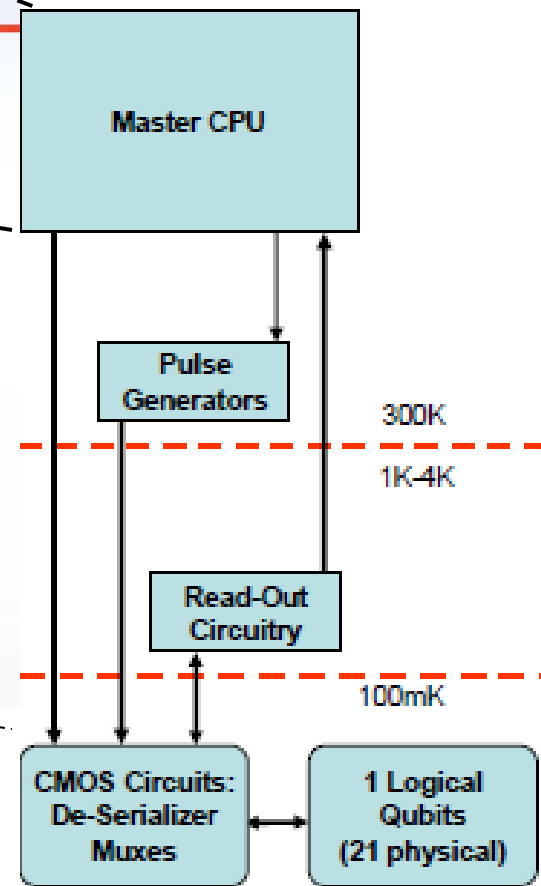 Master CPU
Pulse
Generators
300K
1K-4K
Read-Out
Circuitry
100mK
CMOS Circuits:
De-Serializer
Muxes
1 Logical
Qubits
(21 physical)